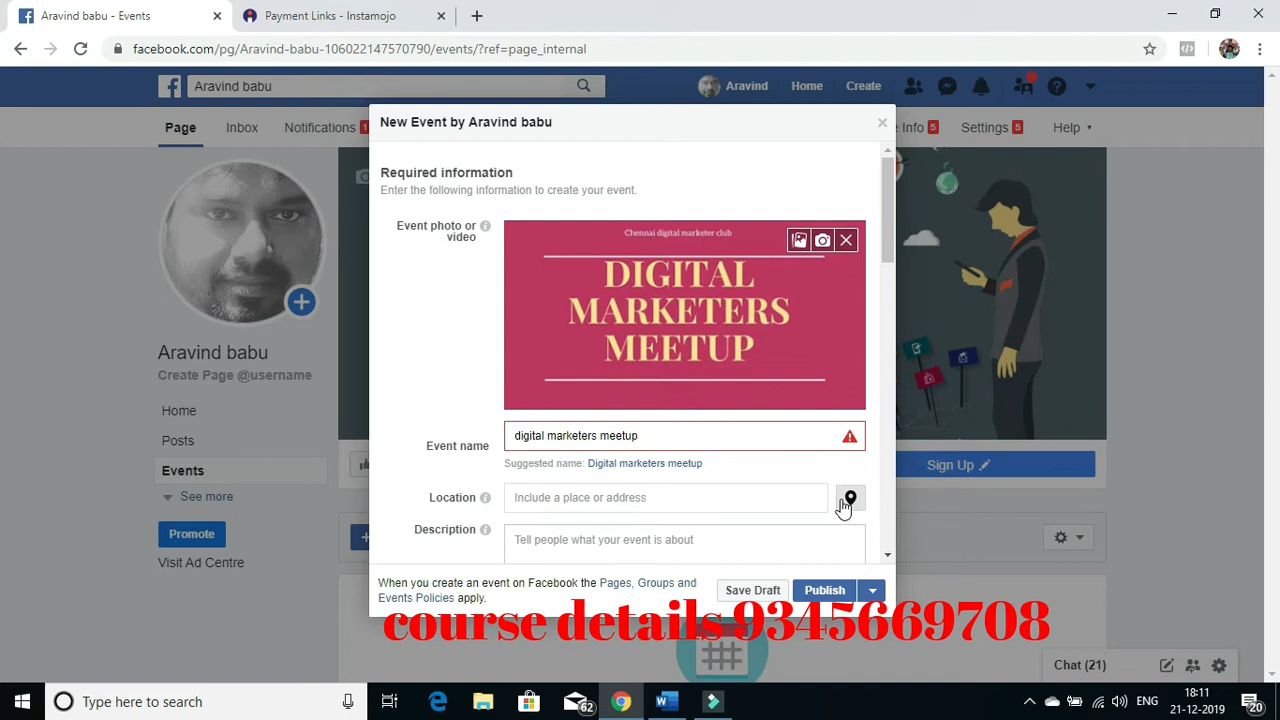 Aravind babu - Events
Payment Links - Instamojo
facebook.com/pg/Aravind-babu-106022147570790/events/?ref=page_internal
Aravind babu
Aravind
Home
Create
Page
Inbox
Notifications 1
Info 5
Settings 5
Help
New Event by Aravind babu
Required information
Enter the following information to create your event.
Event photo or
video
Chennai digital marketer club
DIGITAL
MARKETERS
MEETUP
Event name
digital marketers meetup
Suggested name: Digital marketers meetup
Location
Include a place or address
Description
Tell people what your event is about
When you create an event on Facebook the Pages, Groups and
Events Policies apply.
Save Draft
Publish
Aravind babu
Create Page @username
Home
Posts
Events
See more
Promote
Visit Ad Centre
Sign Up
course details 9345669708
Chat (21)
Type here to search
62
ENG
18:11
21-12-2019
20